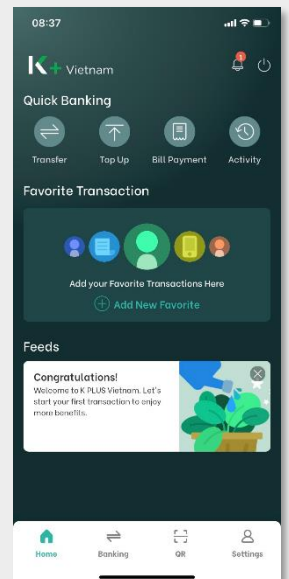 08:37
K+ Vietnam
1
Quick Banking
Transfer
Top Up
Bill Payment
Activity
Favorite Transaction
Add your Favorite Transactions Here
Add New Favorite
Feeds
Congratulations!
Welcome to K PLUS Vietnam. Let's
start your first transaction to enjoy
more benefits.
Home
Banking
QR
Settings